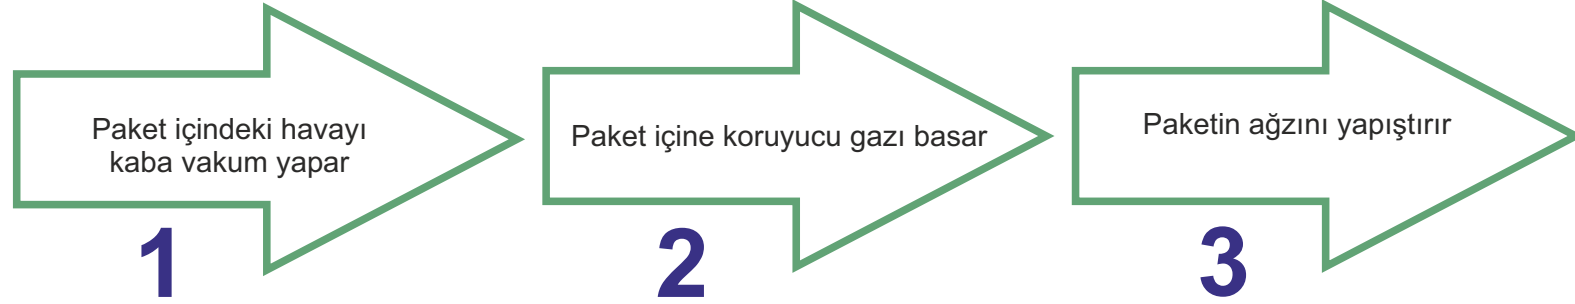 Paket içindeki havayı
kaba vakum yapar
1
Paket içine koruyucu gazı basar
2
Paketin ağzını yapıştırır
3